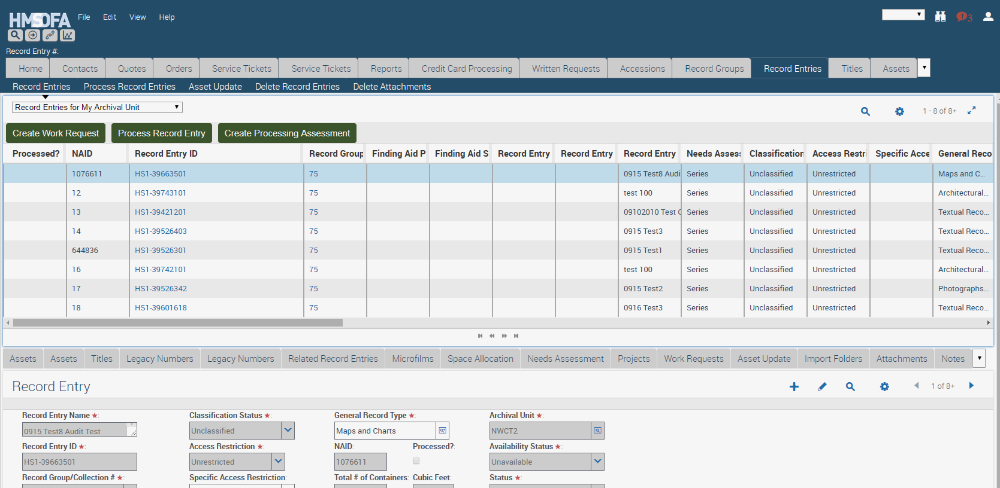 HMSOFA File Edit View Help
3
Record Entry #:
Home Contacts Quotes Orders Service Tickets Service Tickets Reports Credit Card Processing Written Requests Accessions Record Groups Record Entries Titles Assets
Record Entries Process Record Entries Asset Update Delete Record Entries Delete Attachments
Record Entries for My Archival Unit 1 - 8 of 8+
Create Work Request Process Record Entry Create Processing Assessment
Processed? NAID Record Entry ID Record Group Finding Aid P Finding Aid S Record Entry Record Entry Record Entry Needs Assess Classification Access Restri Specific Acce General Reco
1076611 HS1-39663501 75 0915 Test8 Audi Series Unclassified Unrestricted Maps and C...
12 HS1-39743101 75 test 100 Series Unclassified Unrestricted Architectural...
13 HS1-39421201 75 09102010 Test Series Unclassified Unrestricted Textual Reco...
14 HS1-39526403 75 0915 Test3 Series Unclassified Unrestricted Textual Reco...
644836 HS1-39526301 75 0915 Test1 Series Unclassified Unrestricted Textual Reco...
16 HS1-39742101 75 test 100 Series Unclassified Unrestricted Architectural...
17 HS1-39526342 75 0915 Test2 Series Unclassified Unrestricted Photographs...
18 HS1-39601618 75 0916 Test3 Series Unclassified Unrestricted Textual Reco...
Assets Assets Titles Legacy Numbers Legacy Numbers Related Record Entries Microfilms Space Allocation Needs Assessment Projects Work Requests Asset Update Import Folders Attachments Notes
Record Entry 1 of 8+
Record Entry Name ★: Classification Status ★: General Record Type ★: Archival Unit ★:
0915 Test8 Audit Test Unclassified Maps and Charts NWCT2
Record Entry ID ★: Access Restriction ★: NAID: Processed?: Availability Status ★:
HS1-39663501 Unrestricted 1076611 Unavailable
Record Group/Collection # ★: Specific Access Restriction: Total # of Containers: Cubic Feet: Status ★: